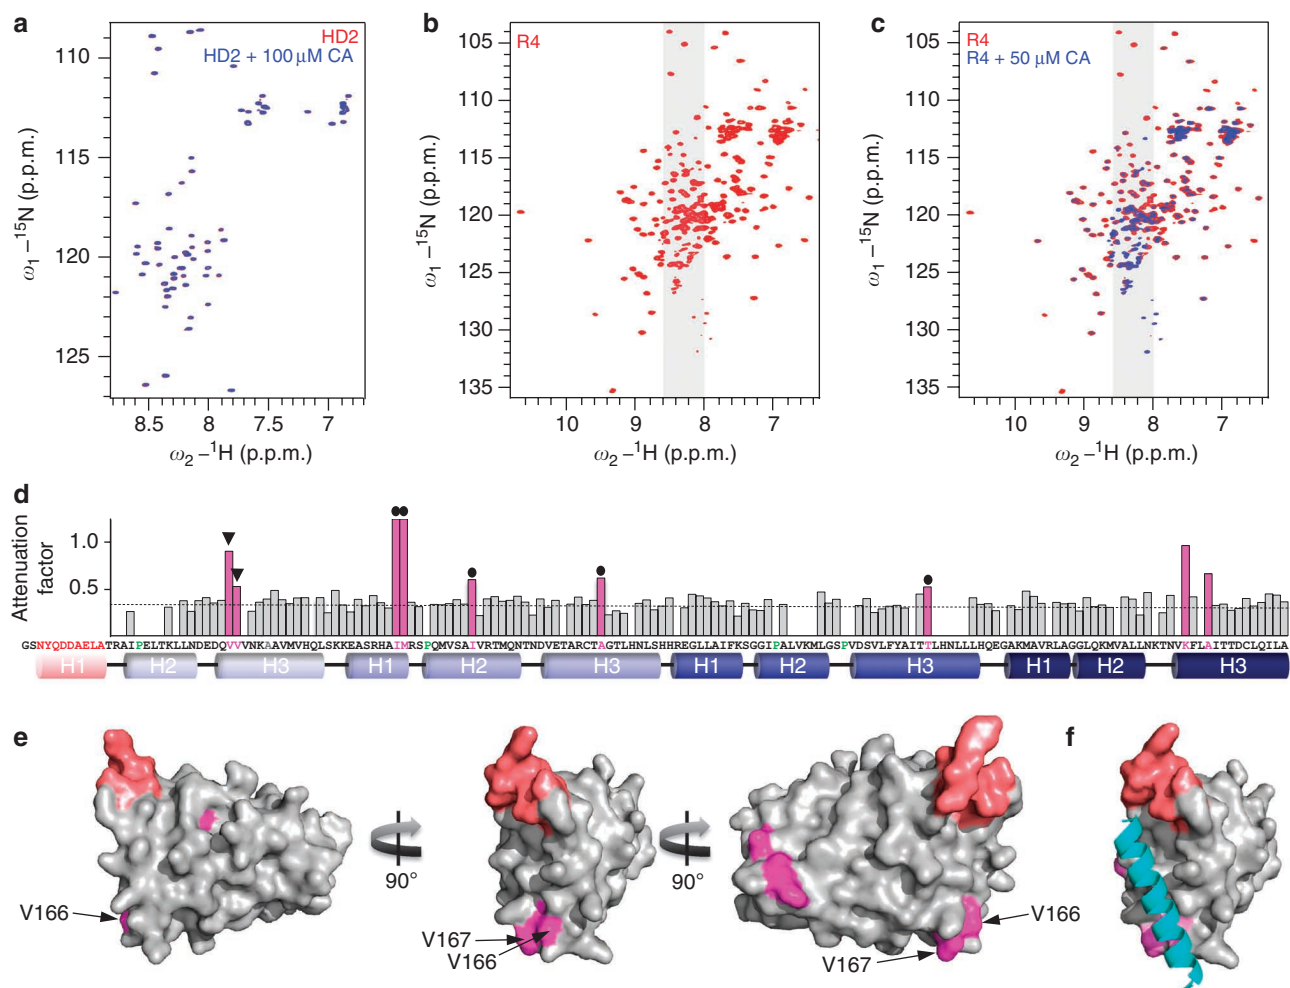 a
HD2
HD2 + 100 μM CA
110
115
120
125
ω1 – 15N (p.p.m.)
8.5
8
7.5
7
ω2 – 1H (p.p.m.)
b
R4
105
110
115
120
125
130
135
ω1 – 15N (p.p.m.)
10
9
8
7
ω2 – 1H (p.p.m.)
c
R4
R4 + 50 μM CA
105
110
115
120
125
130
135
ω1 – 15N (p.p.m.)
10
9
8
7
ω2 – 1H (p.p.m.)
d
Attenuation
factor
1.0
0.5
GSNYQDDAELATRAIPELTKLLNDEDQVVVNKAAVMVHQLSKKEASRHAIMRSPQMVSAIVRTMQNTNDVETARCTAGTLHNLSHHREGLLAIFKSGGIPALVKMLGSPVDSVLFYAITTLHNLLLHQEGAKMAVRLAGGLQKMVALLNKTNVKFLAITTDCLQILA
H1 H2 H3 H1 H2 H3 H1 H2 H3 H1 H2 H3
e
V166
90°
V167
V166
90°
V166
V167
f